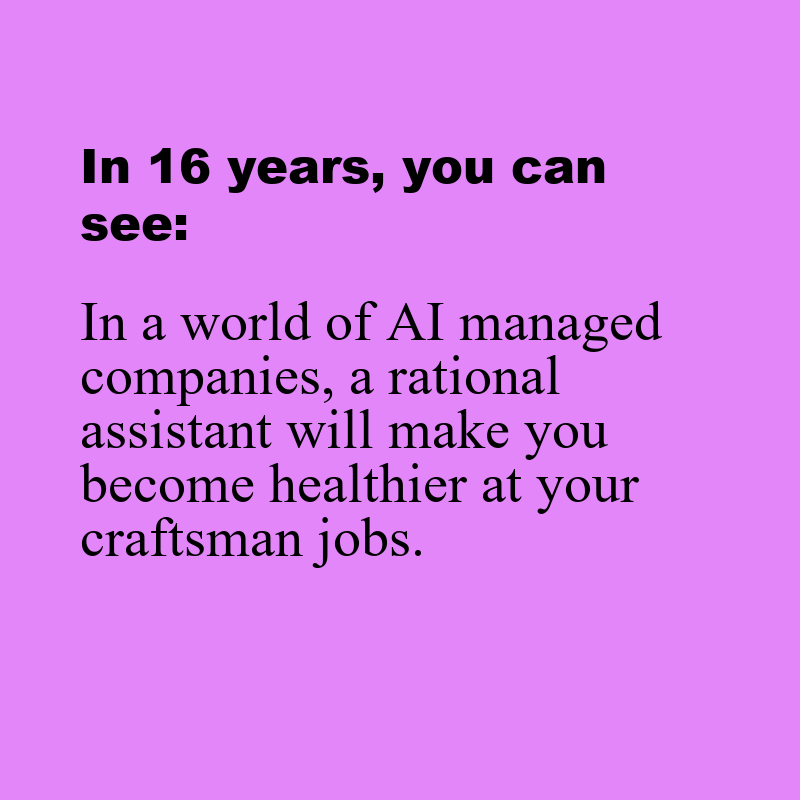 In 16 years, you can
see:
In a world of AI managed
companies, a rational
assistant will make you
become healthier at your
craftsman jobs.